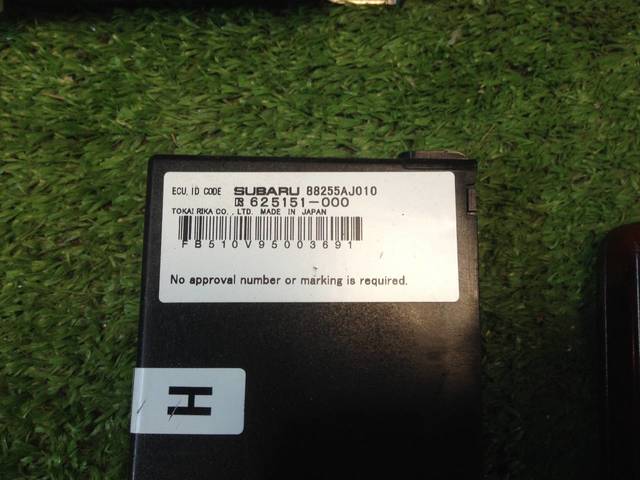 ECU, ID CODE SUBARU 88255AJ010
625151-000
TOKAI RIKA CO., LTD. MADE IN JAPAN
FB510V95003691
No approval number or marking is required.
H